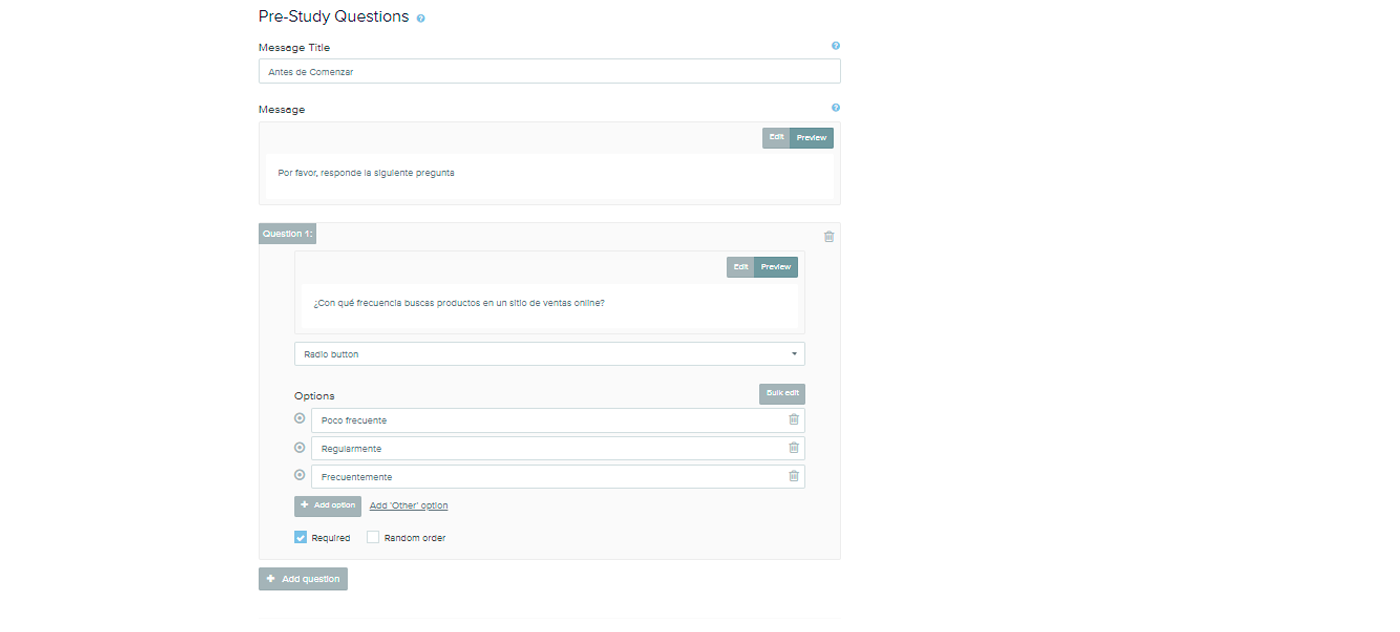 Pre-Study Questions
Message Title
Antes de Comenzar
Message
Edit Preview
Por favor, responde la siguiente pregunta
Question 1:
Edit Preview
¿Con qué frecuencia buscas productos en un sitio de ventas online?
Radio button
Options Bulk edit
Poco frecuente
Regularmente
Frecuentemente
+ Add option Add 'Other' option
Required Random order
+ Add question